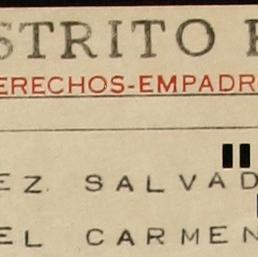 STRITO F
ERECHOS-EMPADR
"
EZ SALVAD
EL CARMEN